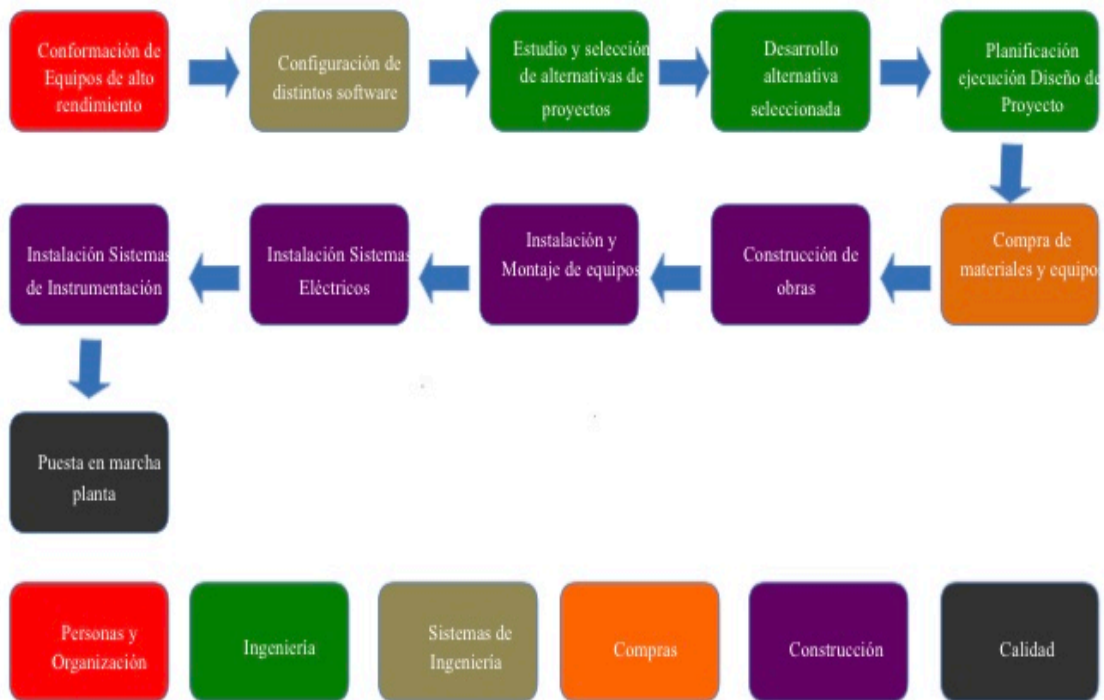 Conformación de
Equipos de alto
rendimiento
Configuración de
distintos software
Estudio y selección
de alternativas de
proyectos
Desarrollo
alternativa
seleccionada
Planificación
ejecución Diseño de
Proyecto
Instalación Sistemas
de Instrumentación
Instalación Sistemas
Eléctricos
Instalación y
Montaje de equipos
Construcción de
obras
Compra de
materiales y equipo
Puesta en marcha
planta
Personas y
Organización
Ingeniería
Sistemas de
Ingeniería
Compras
Construcción
Calidad